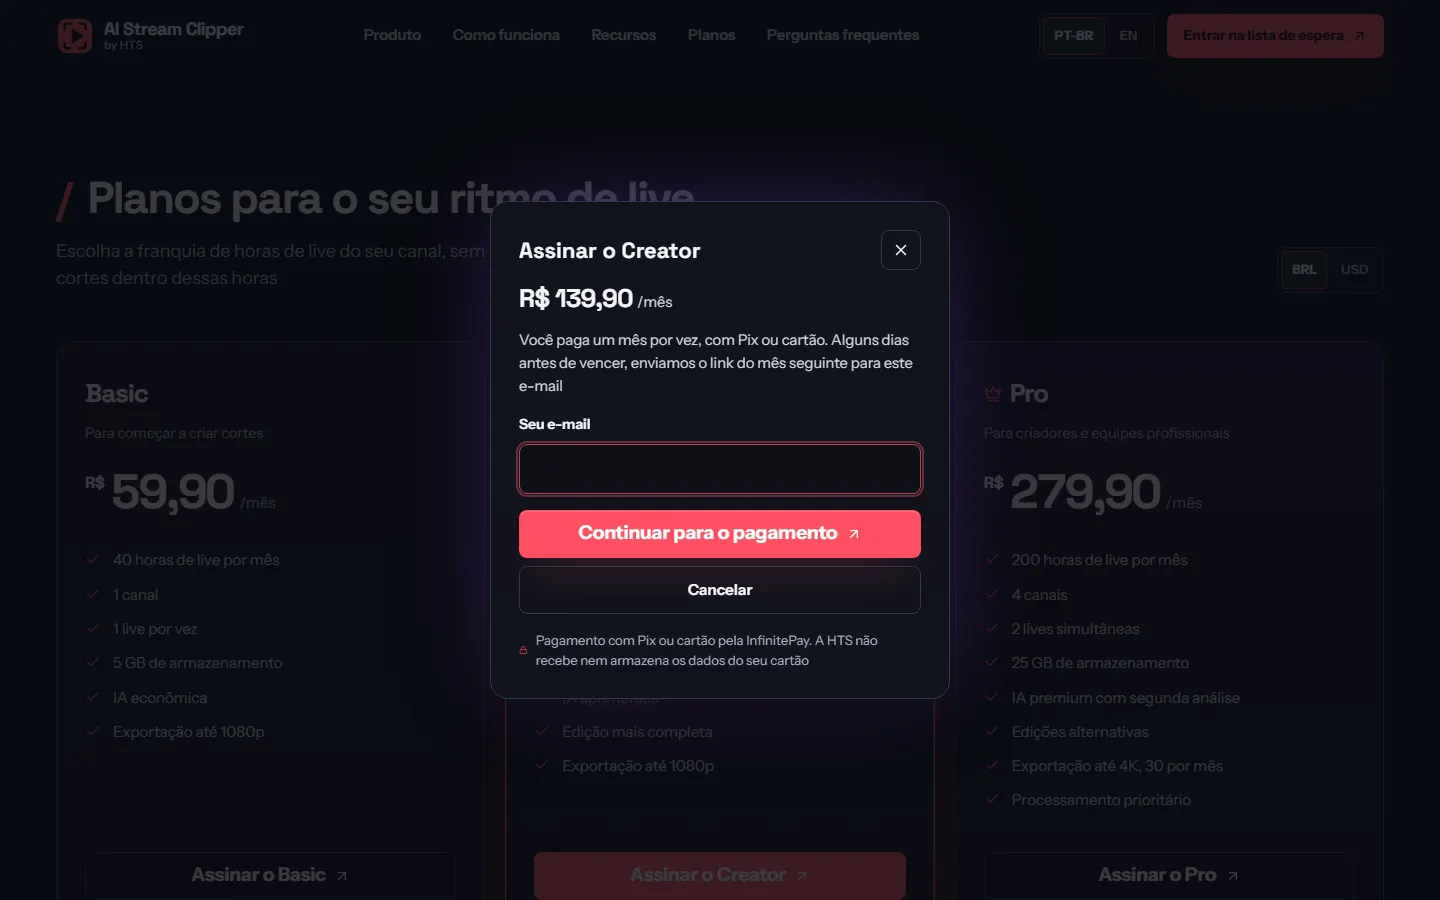 AI Stream Clipper
by HTS
Produto
Como funciona
Recursos
Planos
Perguntas frequentes
PT-BR
EN
Entrar na lista de espera
/ Planos para o seu ritmo de live
Escolha a franquia de horas de live do seu canal, sem
cortes dentro dessas horas
BRL
USD
Assinar o Creator
R$ 139,90 /mês
Você paga um mês por vez, com Pix ou cartão. Alguns dias
antes de vencer, enviamos o link do mês seguinte para este
e-mail
Seu e-mail
Continuar para o pagamento
Cancelar
Pagamento com Pix ou cartão pela InfinitePay. A HTS não
recebe nem armazena os dados do seu cartão
Basic
Para começar a criar cortes
R$ 59,90 /mês
40 horas de live por mês
1 canal
1 live por vez
5 GB de armazenamento
IA econômica
Exportação até 1080p
Assinar o Basic
IA aprimorada
Edição mais completa
Exportação até 1080p
Assinar o Creator
Pro
Para criadores e equipes profissionais
R$ 279,90 /mês
200 horas de live por mês
4 canais
2 lives simultâneas
25 GB de armazenamento
IA premium com segunda análise
Edições alternativas
Exportação até 4K, 30 por mês
Processamento prioritário
Assinar o Pro